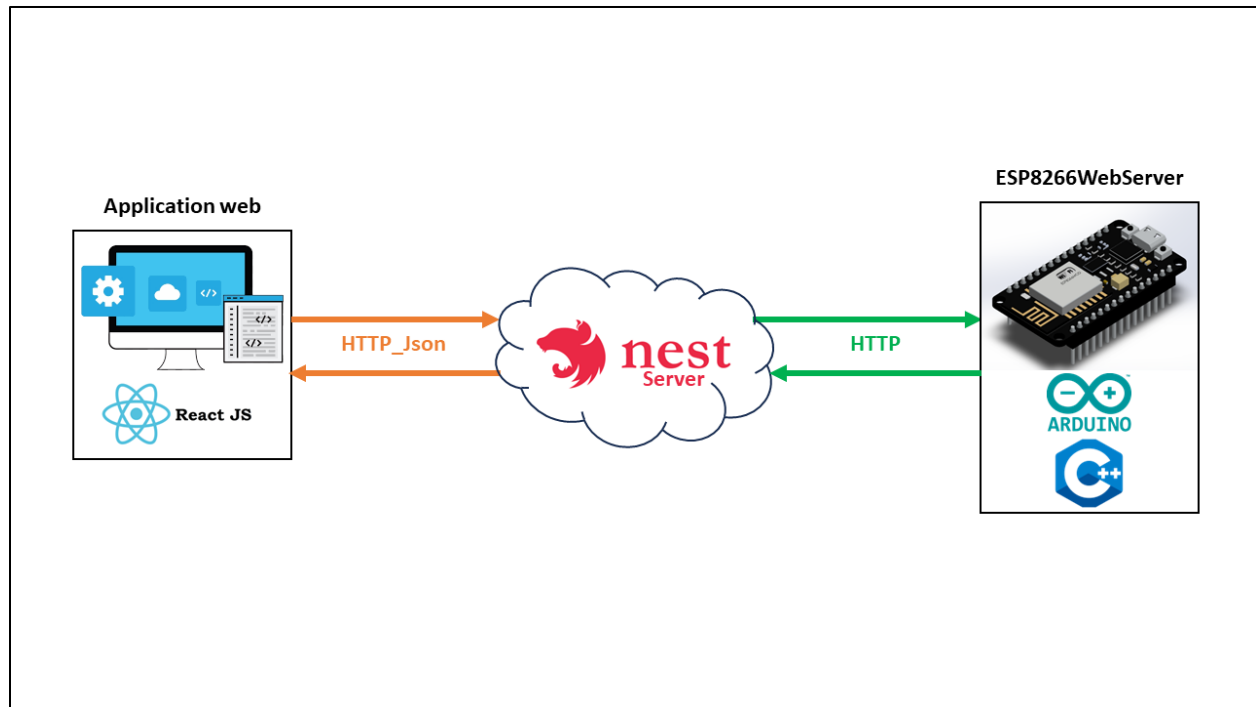 Application web
</>
</>
</>
React JS
HTTP_Json
nest
Server
HTTP
ESP8266WebServer
ARDUINO
C++